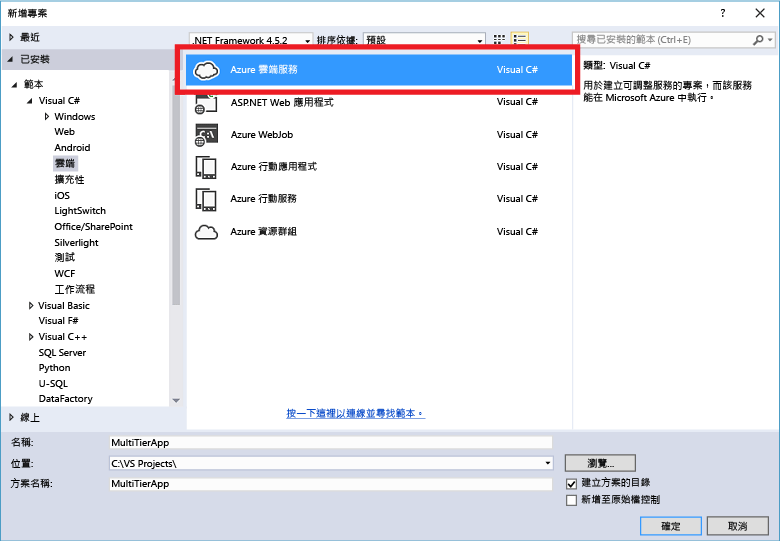 新增專案
? ✕
最近
.NET Framework 4.5.2 排序依據: 預設
搜尋已安裝的範本 (Ctrl+E)
已安裝
範本
Visual C#
Windows
Web
Android
雲端
擴充性
iOS
LightSwitch
Office/SharePoint
Silverlight
測試
WCF
工作流程
Visual Basic
Visual F#
Visual C++
SQL Server
Python
U-SQL
DataFactory
線上
Azure 雲端服務 Visual C#
ASP.NET Web 應用程式 Visual C#
Azure WebJob Visual C#
Azure 行動應用程式 Visual C#
Azure 行動服務 Visual C#
Azure 資源群組 Visual C#
按一下這裡以連線並尋找範本。
類型: Visual C#
用於建立可調整服務的專案，而該服務
能在 Microsoft Azure 中執行。
名稱: MultiTierApp
位置: C:\VS Projects\ 瀏覽...
方案名稱: MultiTierApp
建立方案的目錄
新增至原始檔控制
確定 取消